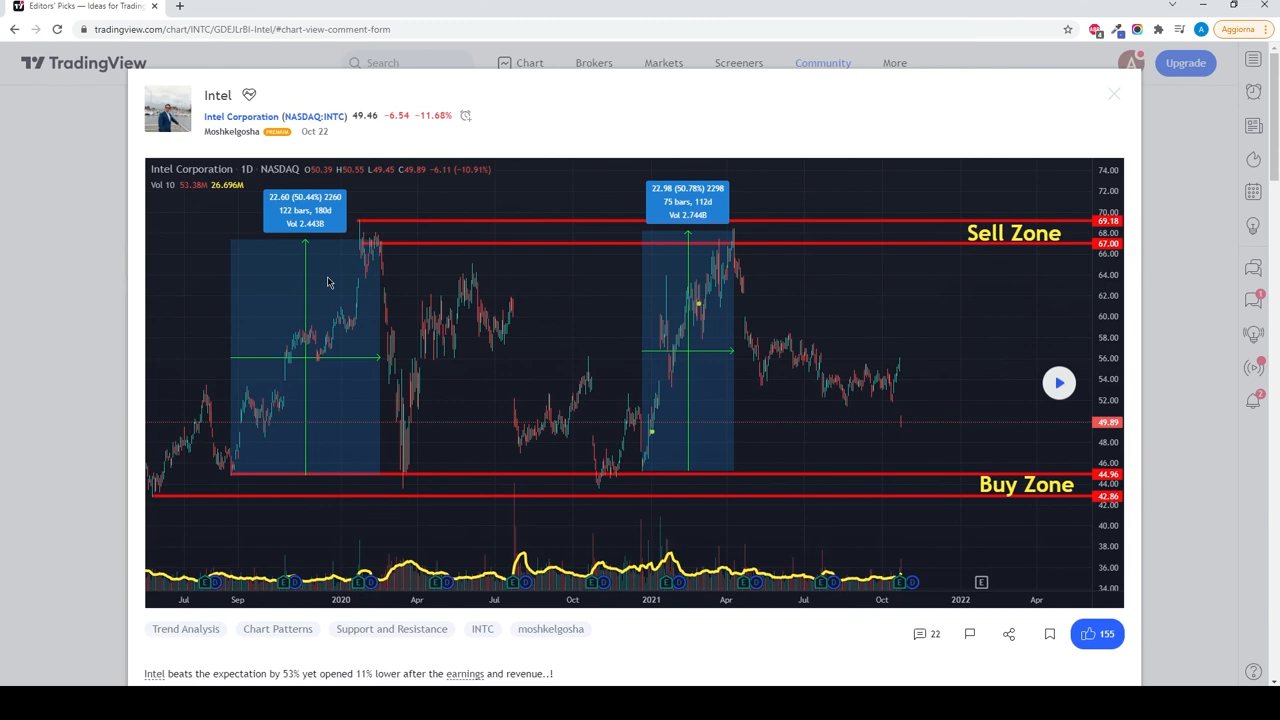 Editors' Picks — Ideas for Trading
tradingview.com/chart/INTC/GDEJLrBI-Intel/#chart-view-comment-form
Aggiorna
TradingView
Search
Chart
Brokers
Markets
Screeners
Community
More
Upgrade
Intel
Intel Corporation (NASDAQ:INTC) 49.46 −6.54 −11.68%
Moshkelgosha PREMIUM Oct 22
Intel Corporation 1D NASDAQ O50.39 H50.55 L49.45 C49.89 −6.11 (−10.91%)
Vol 10 53.38M 26.696M
22.60 (50.44%) 2260
122 bars, 180d
Vol 2.443B
22.98 (50.78%) 2298
75 bars, 112d
Vol 2.744B
Sell Zone
Buy Zone
74.00
72.00
70.00
69.18
68.00
67.00
66.00
64.00
62.00
60.00
58.00
56.00
54.00
52.00
49.89
48.00
46.00
44.96
44.00
42.86
42.00
40.00
38.00
36.00
34.00
E D E D E D E D E D E D E D E D E D E D E
Jul Sep 2020 Apr Jul Oct 2021 Apr Jul Oct 2022 Apr
Trend Analysis
Chart Patterns
Support and Resistance
INTC
moshkelgosha
22
155
Intel beats the expectation by 53% yet opened 11% lower after the earnings and revenue..!